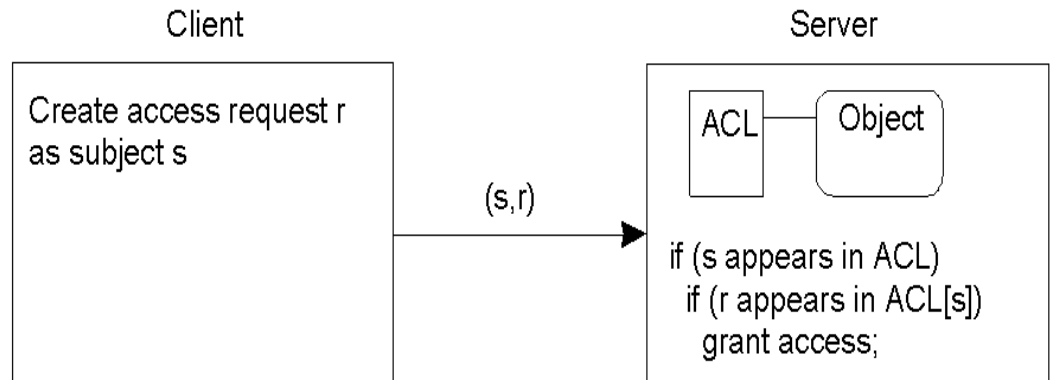 Client
Server
Create access request r
as subject s
(s,r)
ACL
Object
if (s appears in ACL)
if (r appears in ACL[s])
grant access;